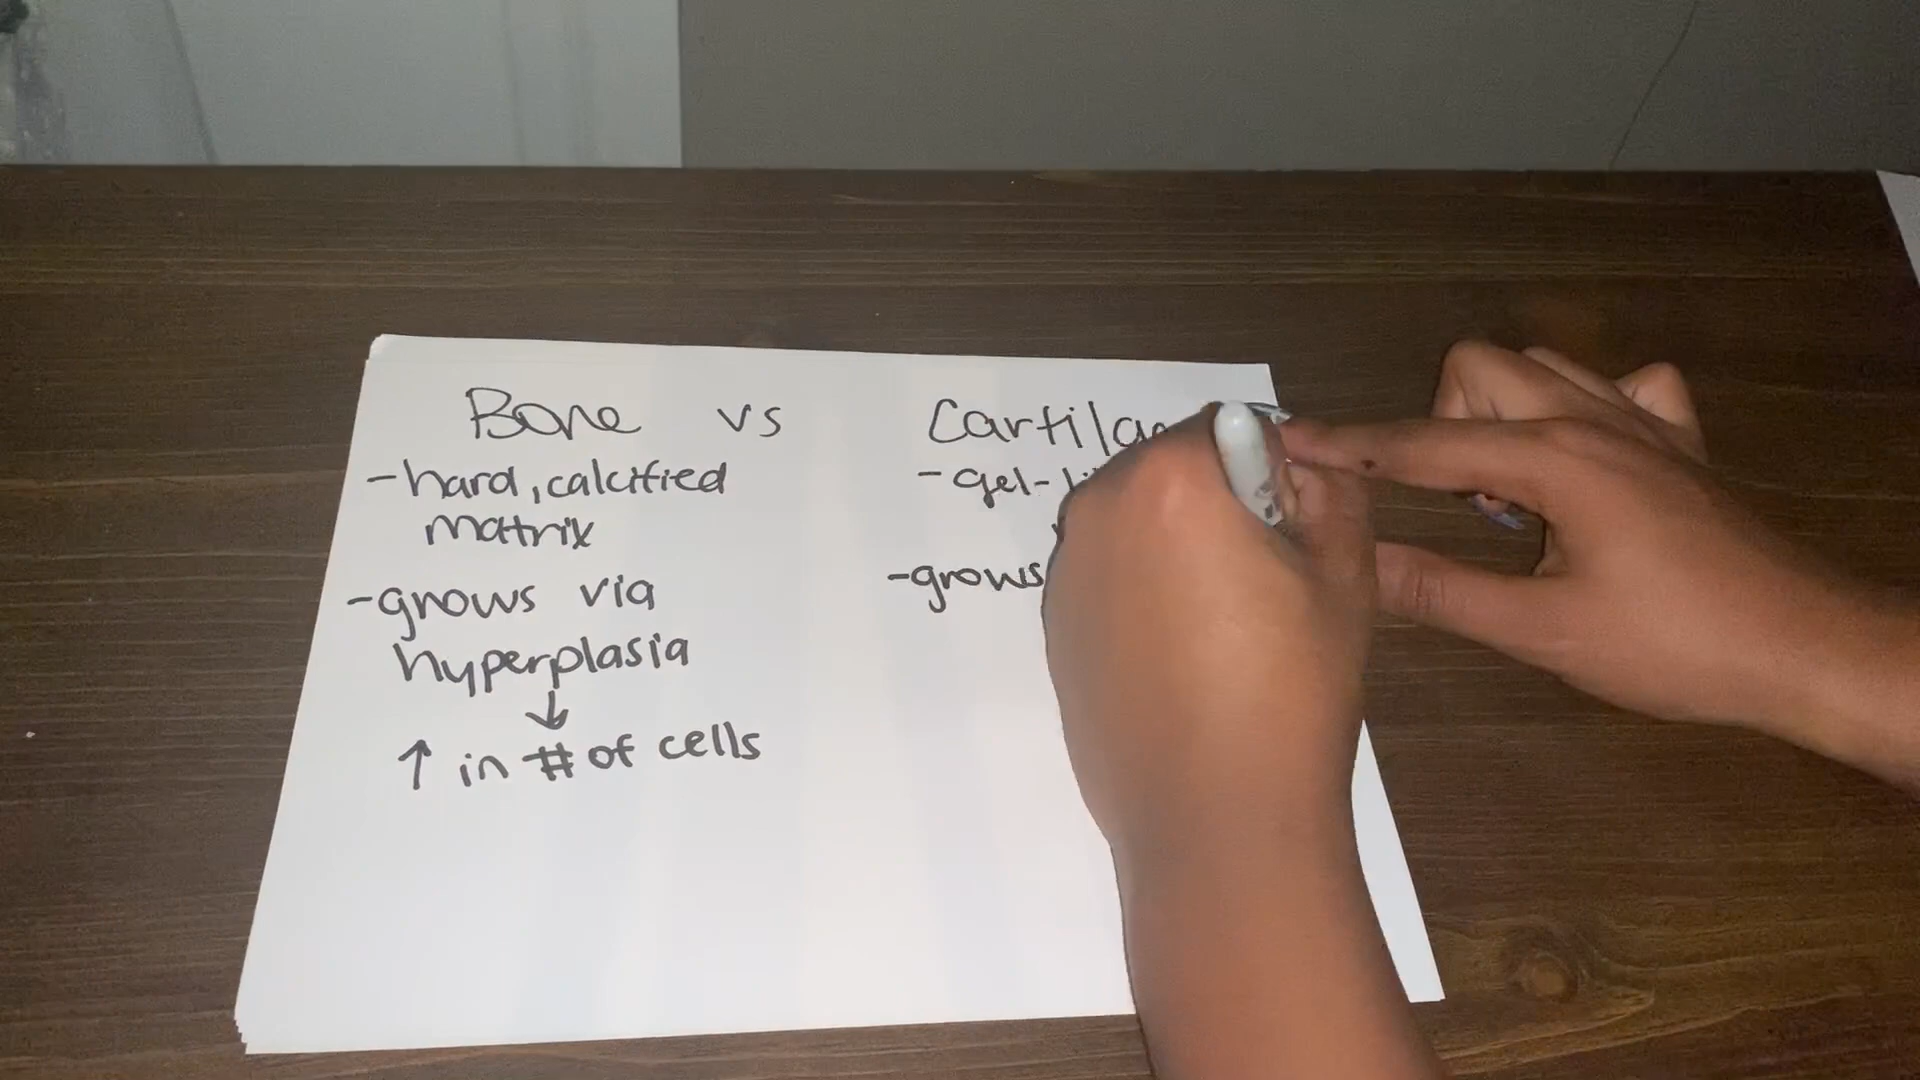 Bone vs
- hard, calcified
matrix
- grows via
hyperplasia
↓
↑ in # of cells
- gel-
- grows